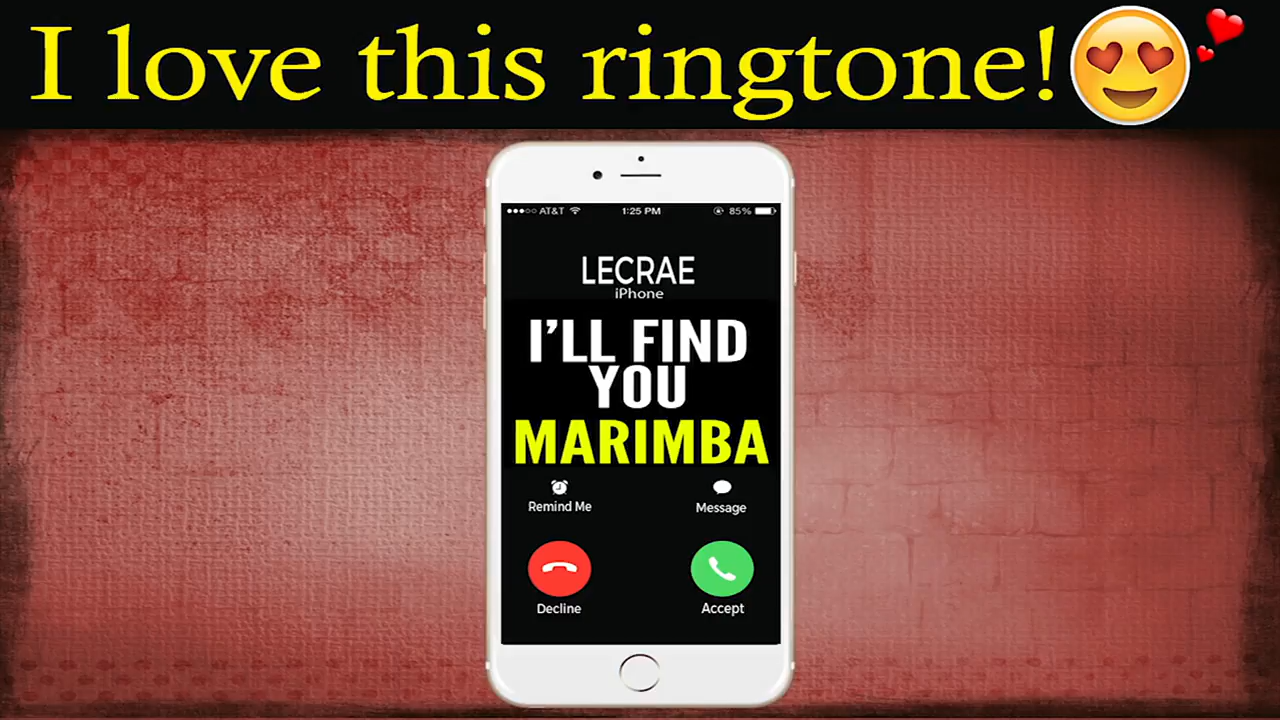 I love this ringtone!
AT&T 1:25 PM 85%
LECRAE
iPhone
I'LL FIND
YOU
MARIMBA
Remind Me Message
Decline Accept